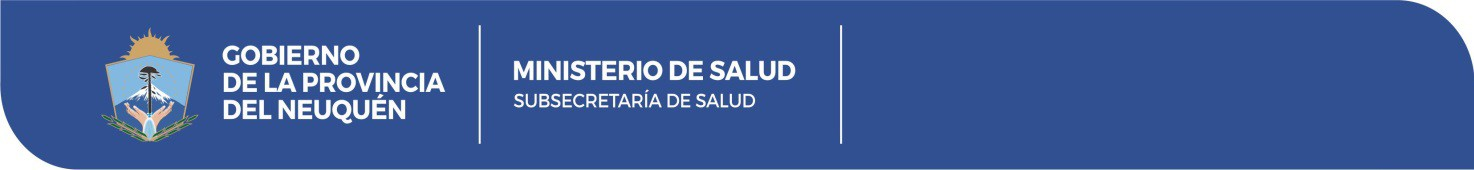 GOBIERNO
DE LA PROVINCIA
DEL NEUQUÉN
MINISTERIO DE SALUD
SUBSECRETARÍA DE SALUD